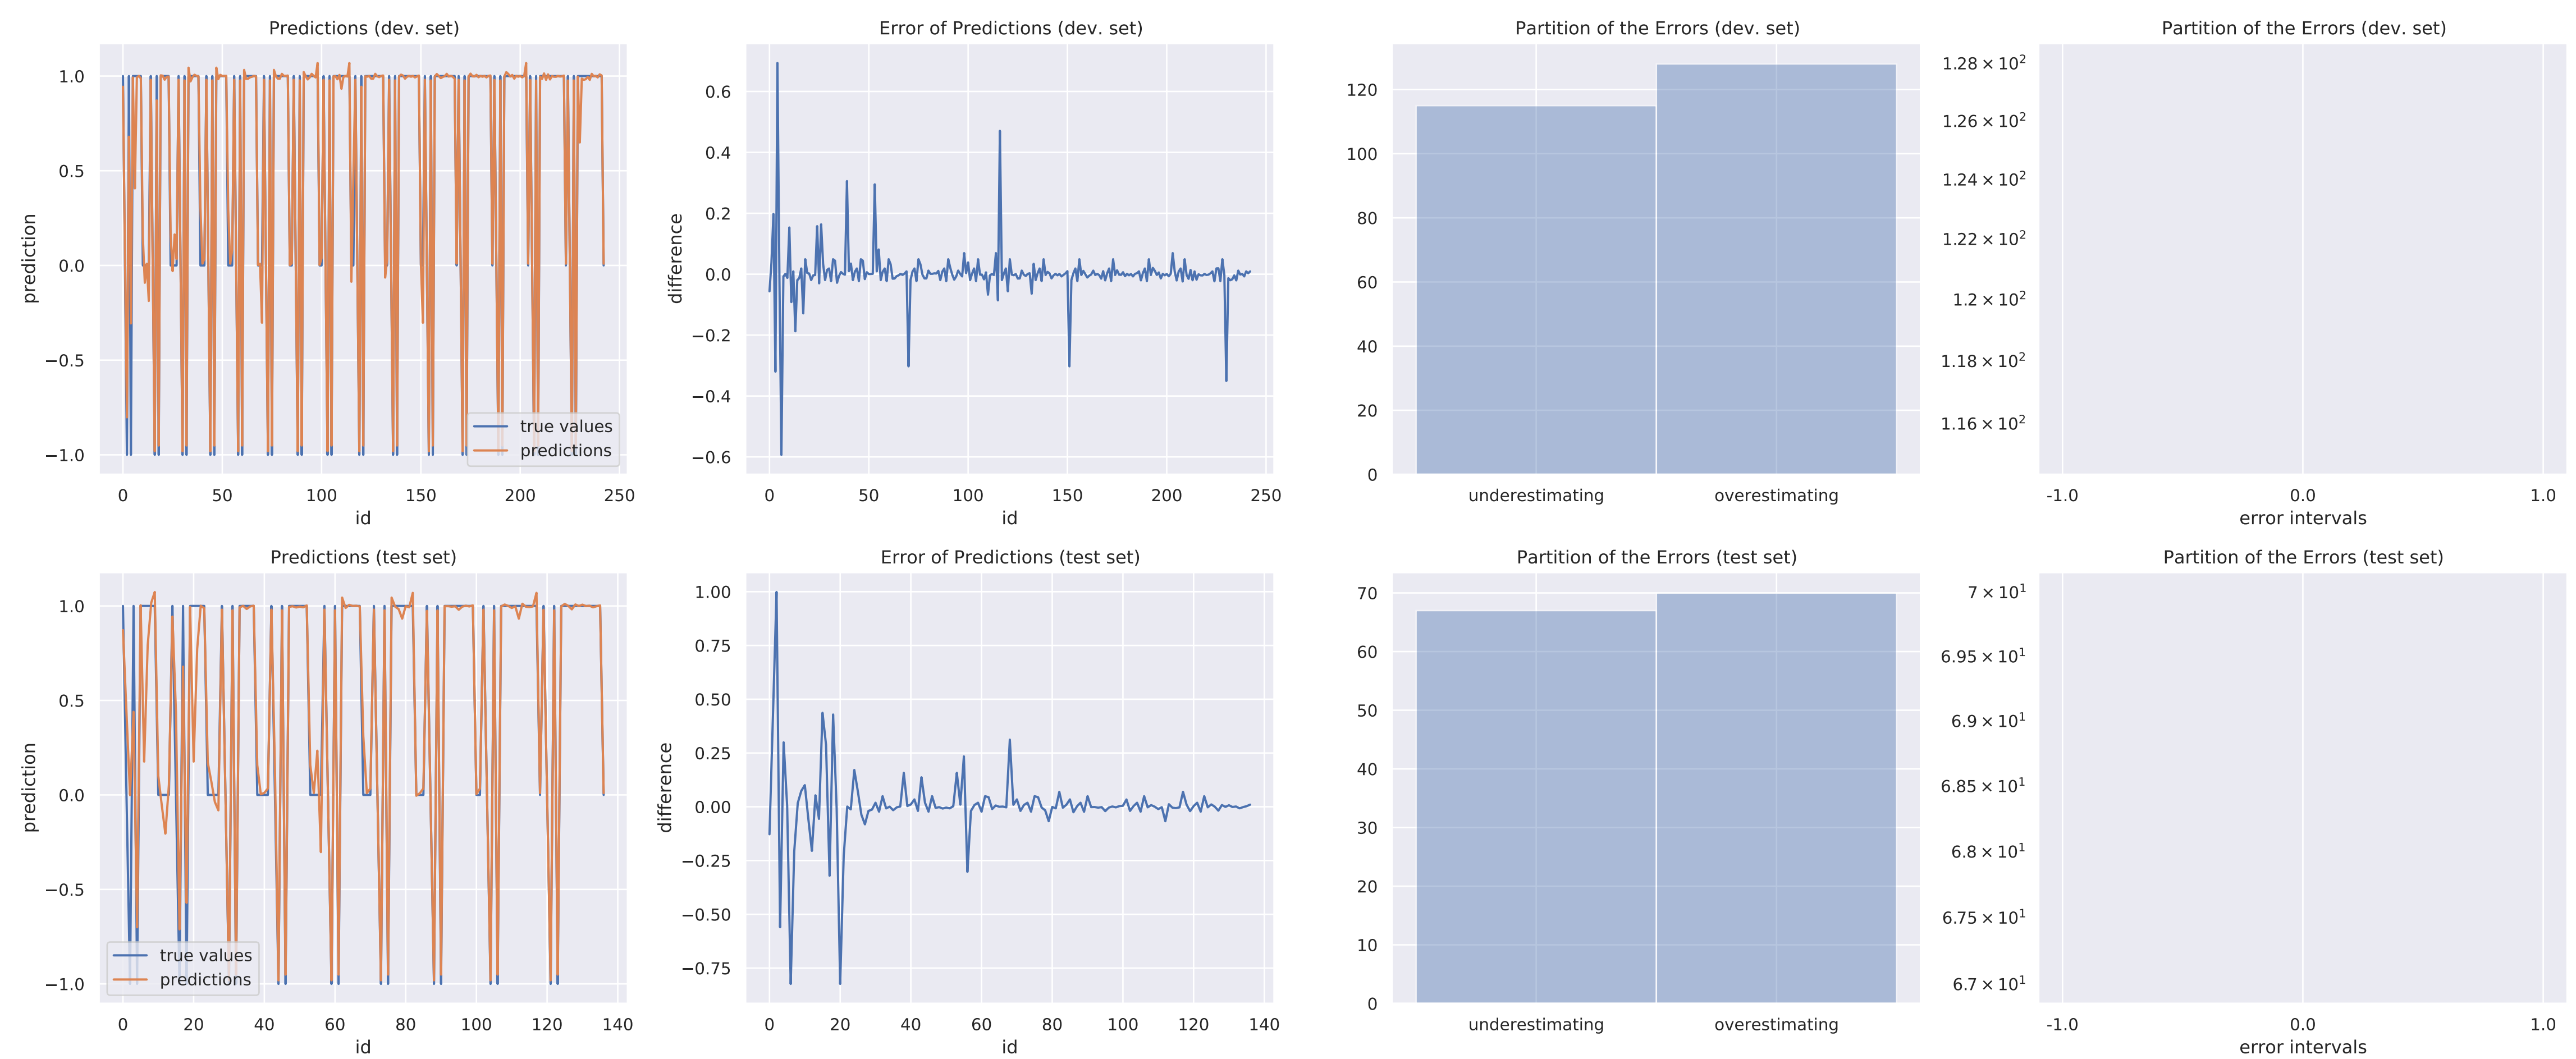 Predictions (dev. set)
prediction
1.0
0.5
0.0
−0.5
−1.0
true values
predictions
0 50 100 150 200 250
id
Error of Predictions (dev. set)
difference
0.6
0.4
0.2
0.0
−0.2
−0.4
−0.6
0 50 100 150 200 250
id
Partition of the Errors (dev. set)
120
100
80
60
40
20
0
underestimating overestimating
Partition of the Errors (dev. set)
1.28 × 10²
1.26 × 10²
1.24 × 10²
1.22 × 10²
1.2 × 10²
1.18 × 10²
1.16 × 10²
-1.0 0.0 1.0
error intervals
Predictions (test set)
prediction
1.0
0.5
0.0
−0.5
−1.0
true values
predictions
0 20 40 60 80 100 120 140
id
Error of Predictions (test set)
difference
1.00
0.75
0.50
0.25
0.00
−0.25
−0.50
−0.75
0 20 40 60 80 100 120 140
id
Partition of the Errors (test set)
70
60
50
40
30
20
10
0
underestimating overestimating
Partition of the Errors (test set)
7 × 10¹
6.95 × 10¹
6.9 × 10¹
6.85 × 10¹
6.8 × 10¹
6.75 × 10¹
6.7 × 10¹
-1.0 0.0 1.0
error intervals